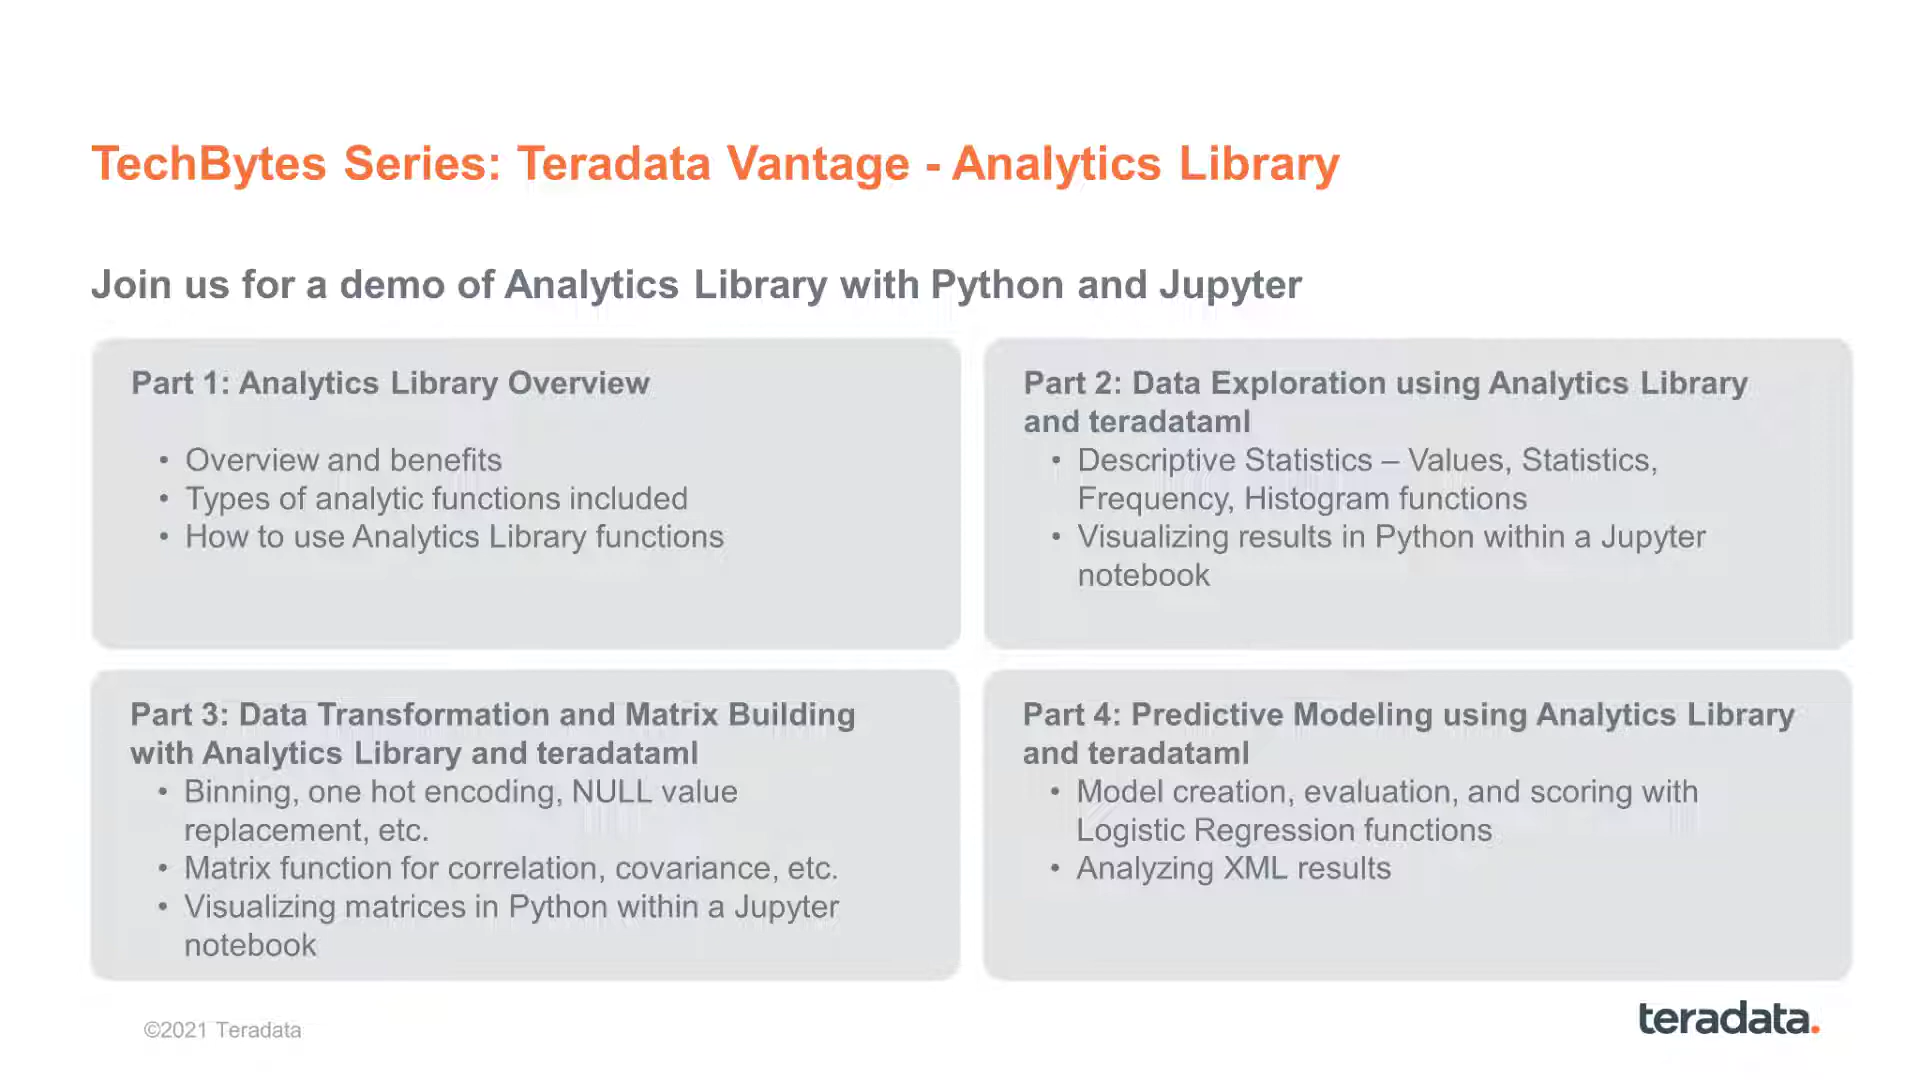 TechBytes Series: Teradata Vantage - Analytics Library
Join us for a demo of Analytics Library with Python and Jupyter
Part 1: Analytics Library Overview
• Overview and benefits
• Types of analytic functions included
• How to use Analytics Library functions
Part 2: Data Exploration using Analytics Library
and teradataml
• Descriptive Statistics – Values, Statistics,
Frequency, Histogram functions
• Visualizing results in Python within a Jupyter
notebook
Part 3: Data Transformation and Matrix Building
with Analytics Library and teradataml
• Binning, one hot encoding, NULL value
replacement, etc.
• Matrix function for correlation, covariance, etc.
• Visualizing matrices in Python within a Jupyter
notebook
Part 4: Predictive Modeling using Analytics Library
and teradataml
• Model creation, evaluation, and scoring with
Logistic Regression functions
• Analyzing XML results
©2021 Teradata
teradata.